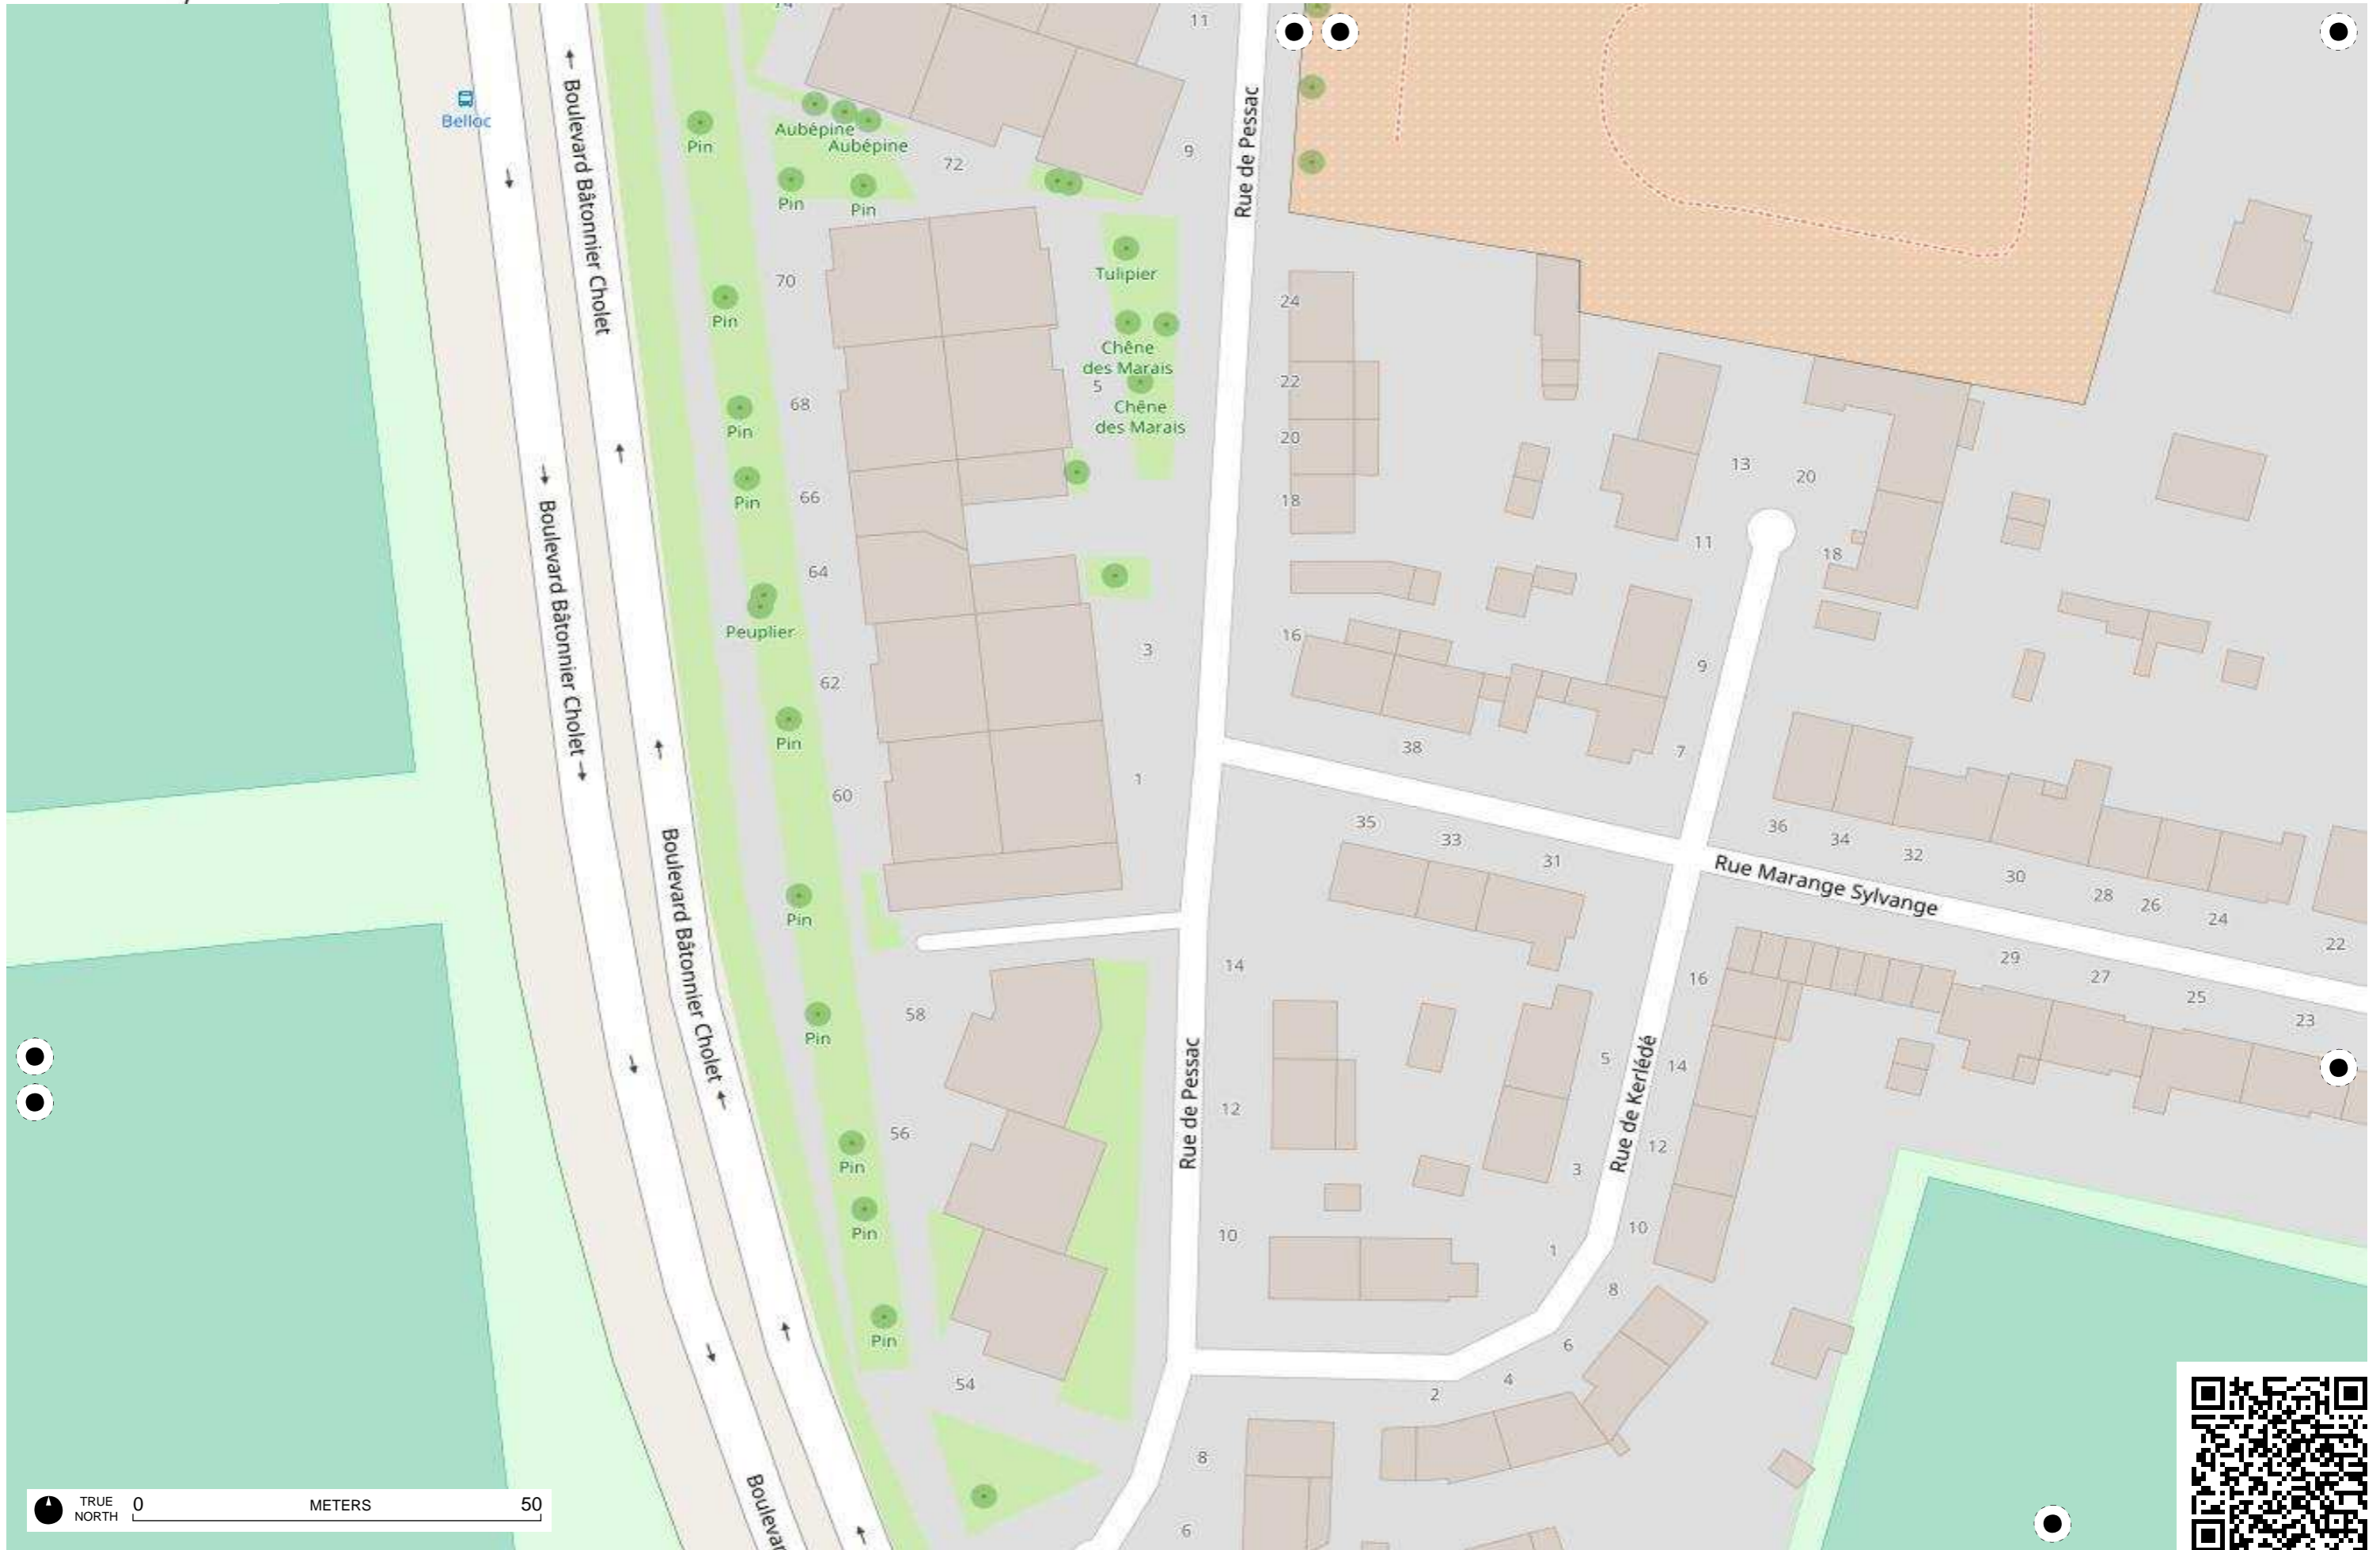 74
11
Boulevard Bâtonnier Cholet
Rue de Pessac
Belloc
Pin
Aubépine
Aubépine
72
9
Pin
Pin
Tulipier
70
24
Pin
Chêne
des Marais
5
22
68
Chêne
des Marais
Pin
20
13
20
66
18
Pin
11
18
64
Boulevard Bâtonnier Cholet
Peuplier
16
3
9
62
Pin
38
7
60
1
35
33
31
36
34
32
30
28
26
24
22
Rue Marange Sylvange
Boulevard Bâtonnier Cholet
Pin
14
16
29
27
25
23
58
Pin
5
14
Rue de Pessac
Rue de Kerlédé
12
56
12
Pin
3
Pin
10
10
1
8
Pin
6
54
4
2
8
6
Boulevar
TRUE
NORTH
0
METERS
50